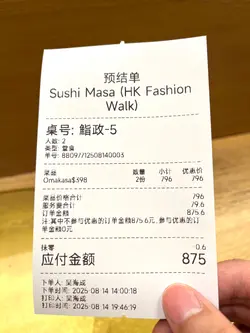 预结单
Sushi Masa (HK Fashion
Walk)
桌号: 鮨政-5
人数: 2
类型: 堂食
单号: BB097712508140003
菜品 数量 小计 优惠价
Omakasa$398 2份 796 796
菜品价格合计 796
服务费合计 79.6
订单金额 875.6
注:其中不参与优惠的订单金额875.6元, 参与优惠的订
单金额0元
抹零 -0.6
应付金额 875
下单人: 吴海成
下单时间: 2025-08-14 14:00:18
打印人: 吴海成
打印时间: 2025-08-14 19:46:19